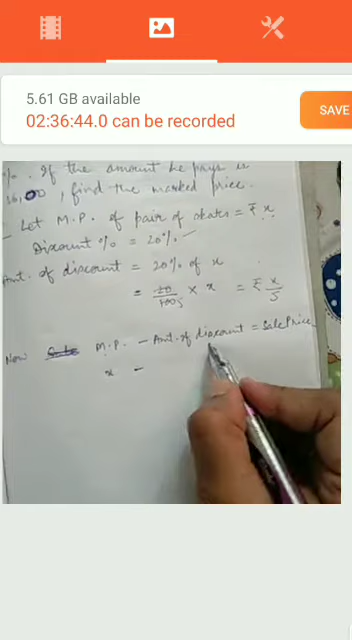 5.61 GB available
02:36:44.0 can be recorded
SAVE
%. If the amount he pays is
, find the marked price.
- Let M.P. of pair of skates = ₹ x
Discount % = 20%
Amt. of discount = 20% of x
= 20/100 5 × x = ₹ x/5
Now M.P. - Amt. of discount = Sale Price
x -